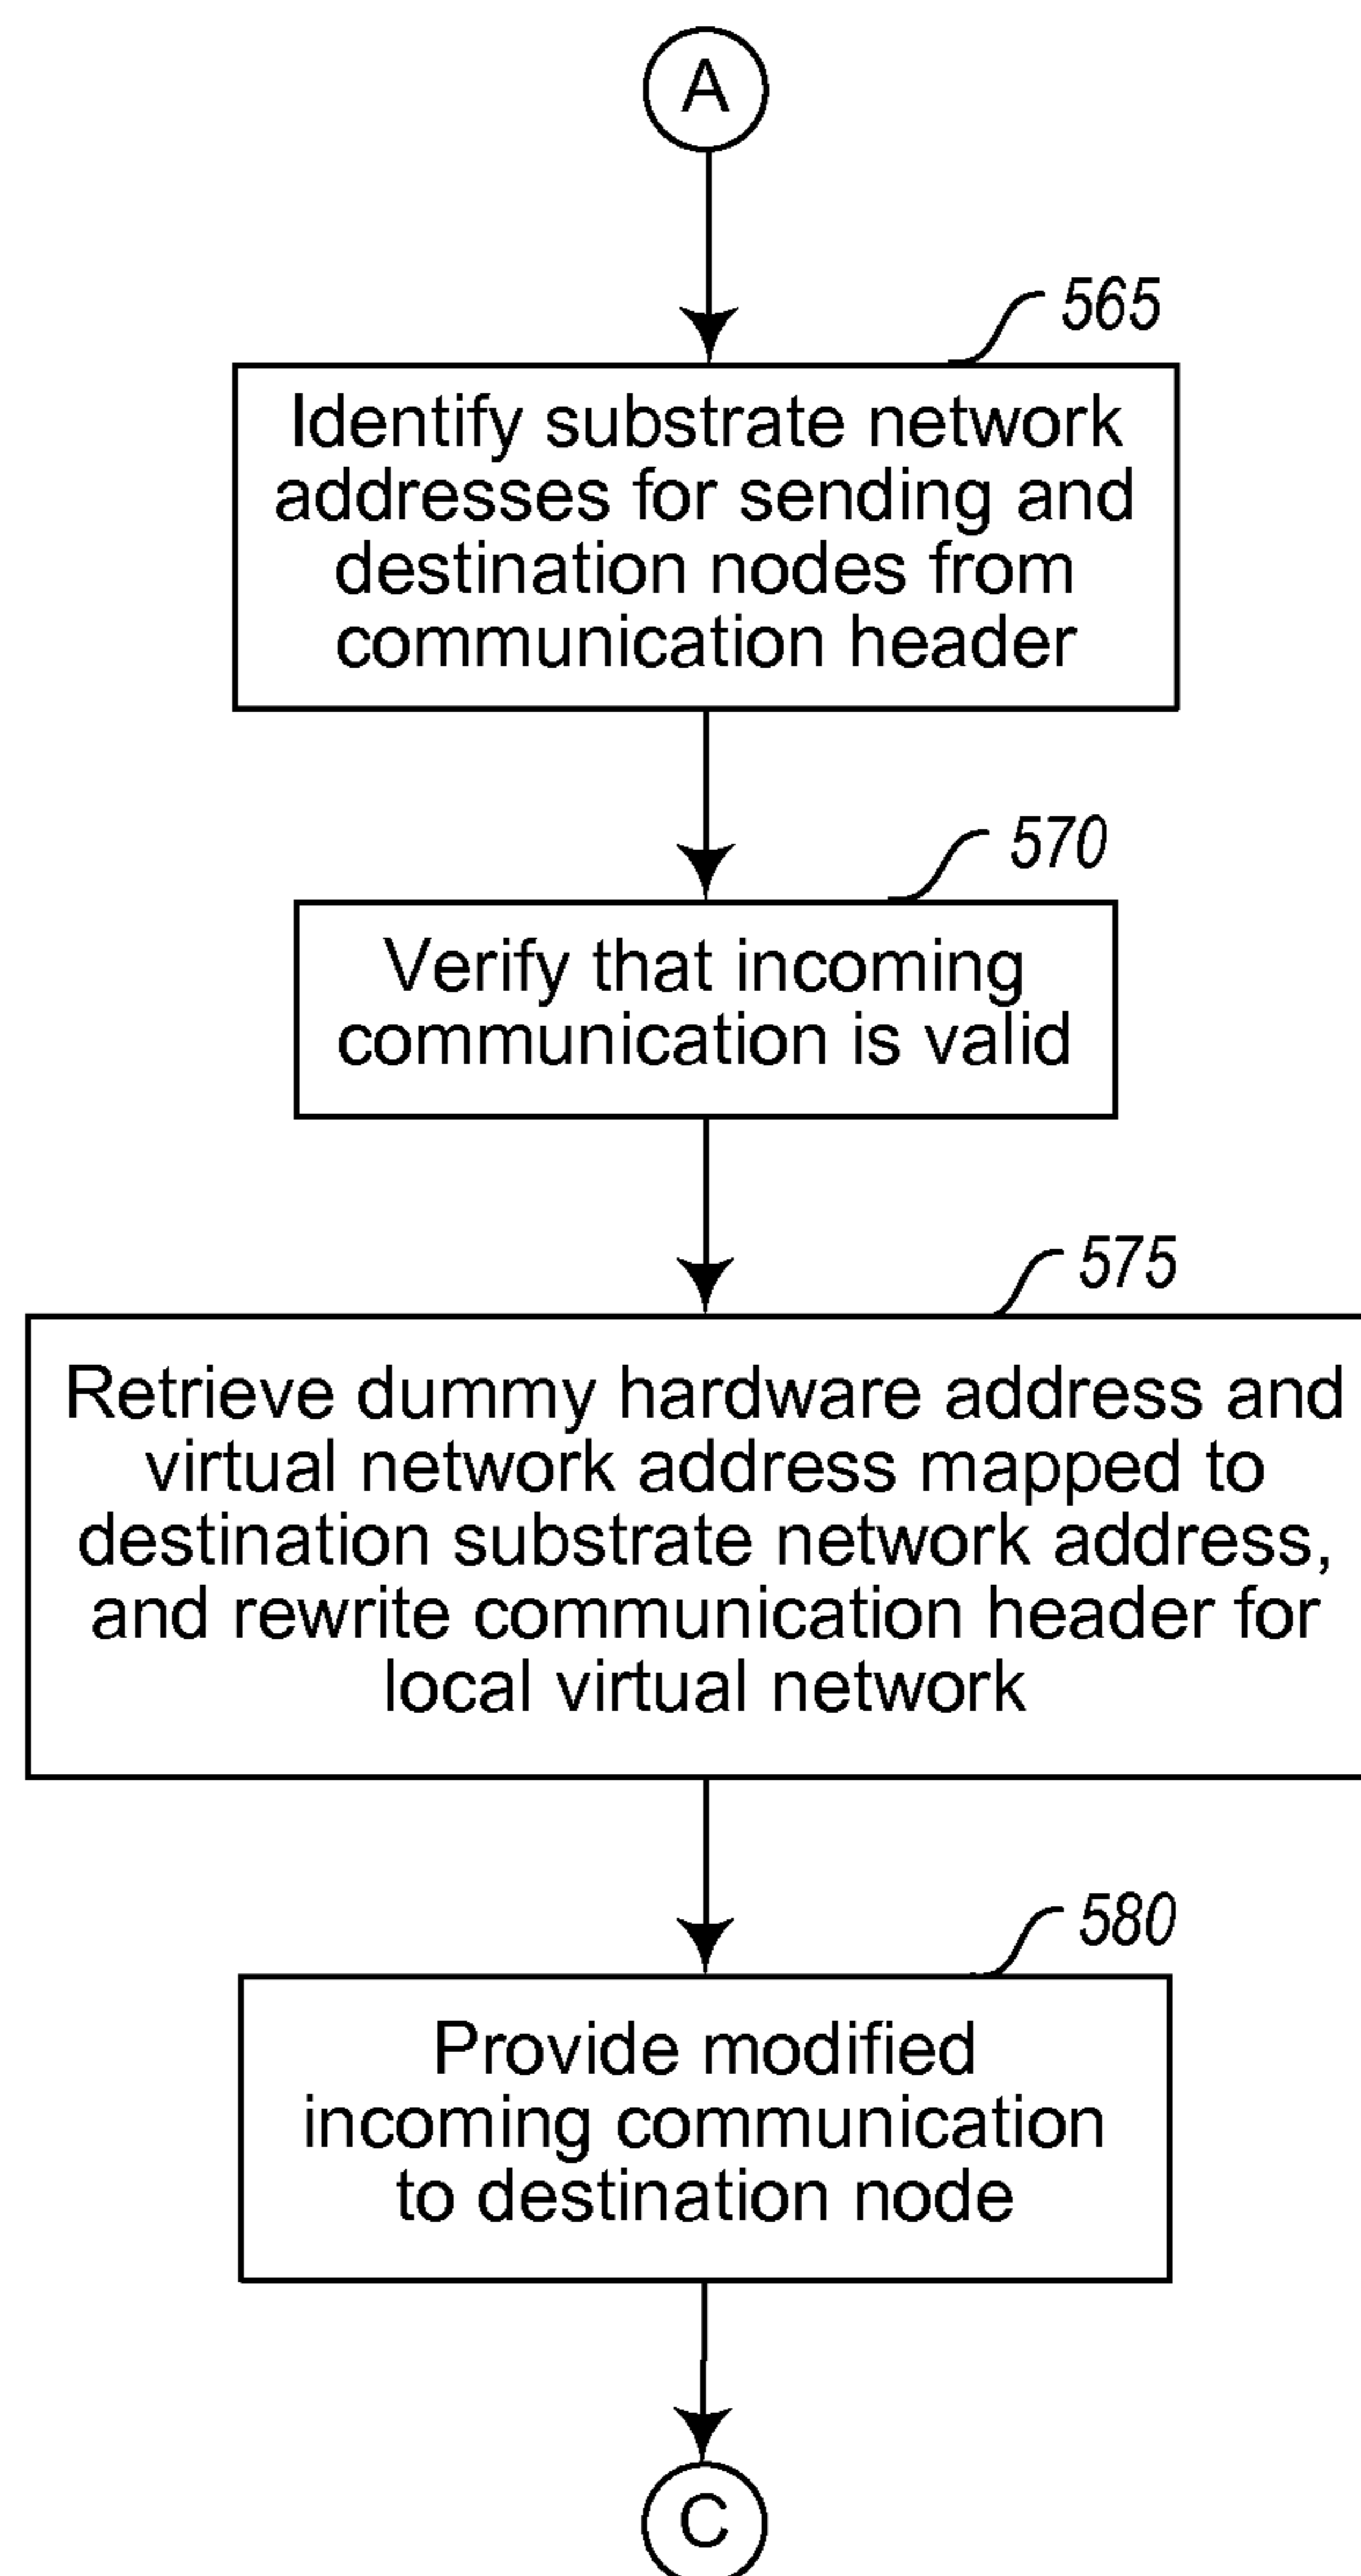 A
565
Identify substrate network
addresses for sending and
destination nodes from
communication header
570
Verify that incoming
communication is valid
575
Retrieve dummy hardware address and
virtual network address mapped to
destination substrate network address,
and rewrite communication header for
local virtual network
580
Provide modified
incoming communication
to destination node
C